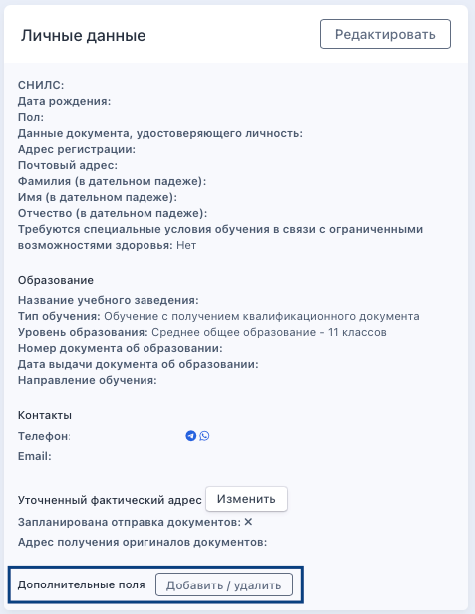 Личные данные
Редактировать
СНИЛС:
Дата рождения:
Пол:
Данные документа, удостоверяющего личность:
Адрес регистрации:
Почтовый адрес:
Фамилия (в дательном падеже):
Имя (в дательном падеже):
Отчество (в дательном падеже):
Требуются специальные условия обучения в связи с ограниченными
возможностями здоровья: Нет
Образование
Название учебного заведения:
Тип обучения: Обучение с получением квалификационного документа
Уровень образования: Среднее общее образование - 11 классов
Номер документа об образовании:
Дата выдачи документа об образовании:
Направление обучения:
Контакты
Телефон:
Email:
Уточненный фактический адрес Изменить
Запланирована отправка документов: ✕
Адрес получения оригиналов документов:
Дополнительные поля Добавить / удалить